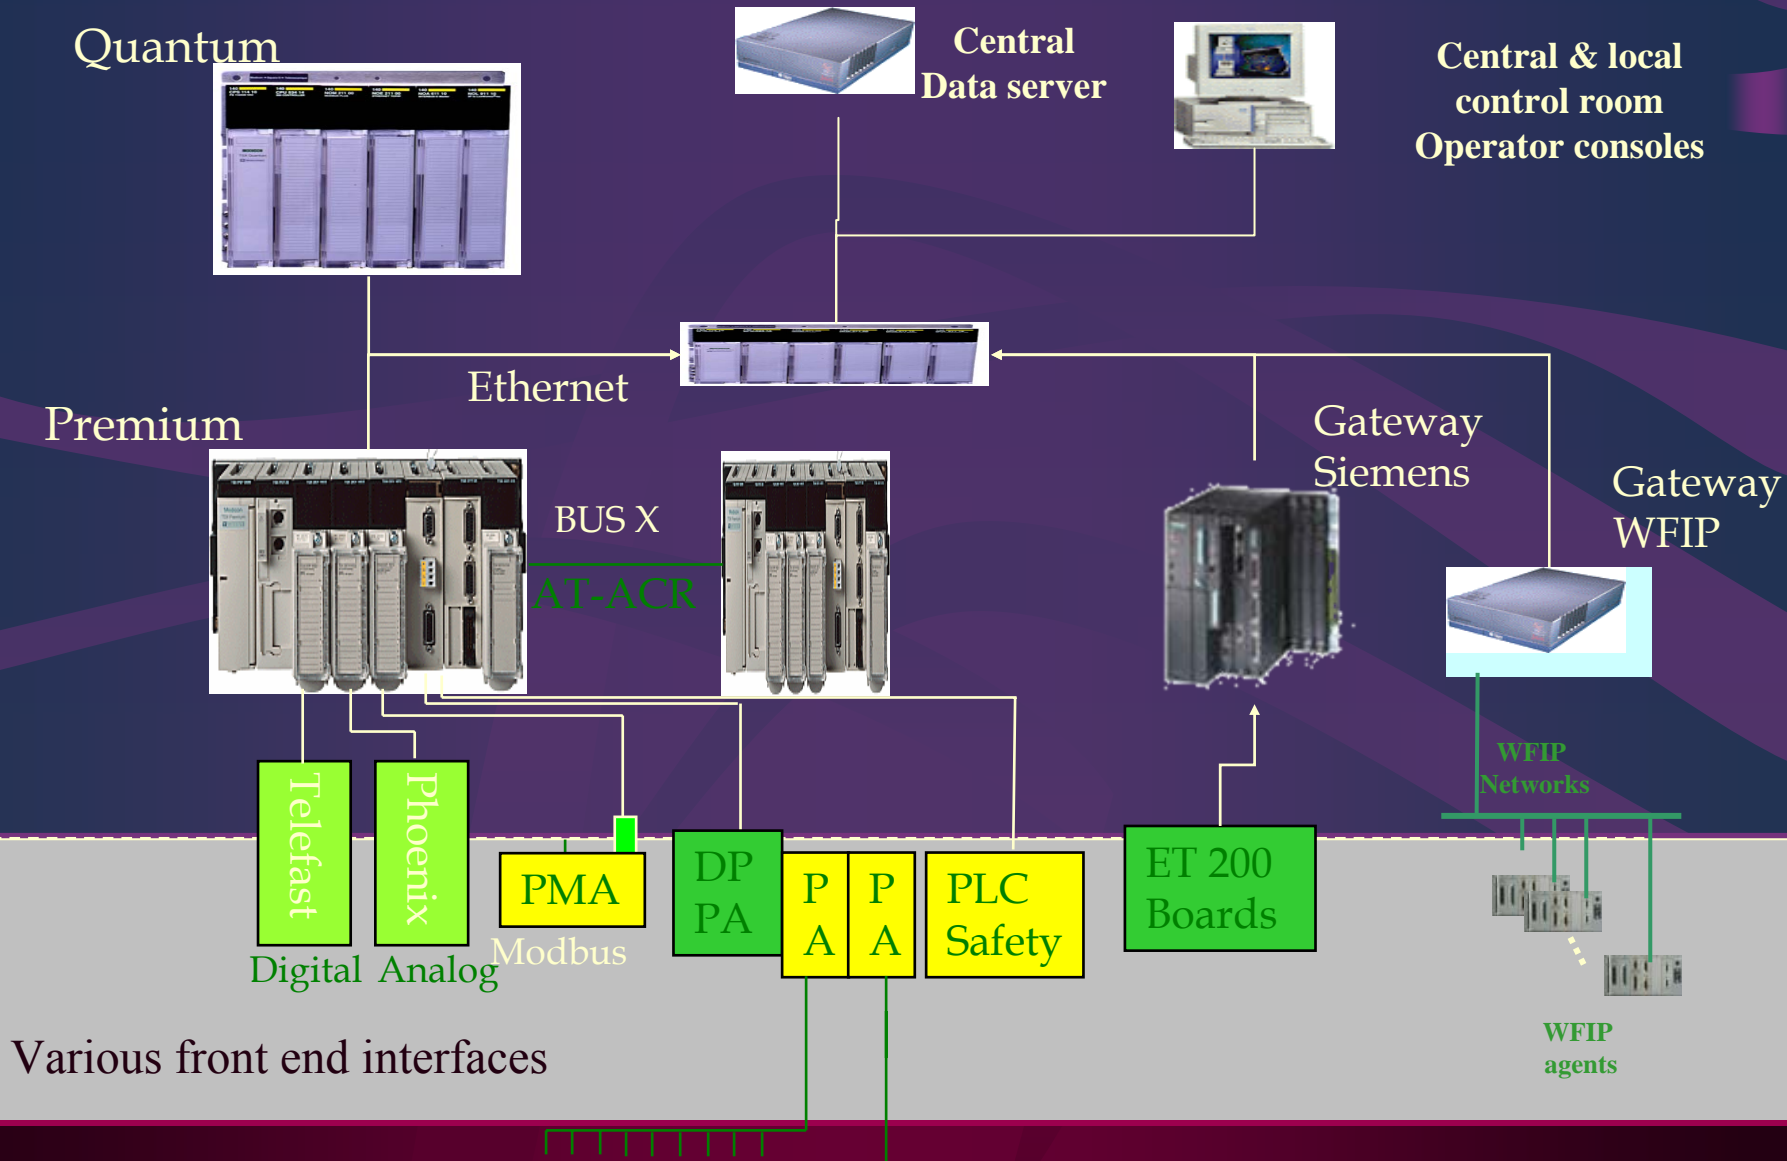 Quantum
Central
Data server
Central & local
control room
Operator consoles
Ethernet
Premium
Gateway
Siemens
Gateway
WFIP
BUS X
AT-ACR
WFIP
Networks
Telefast
Phoenix
PMA
DP
PA
P
A
P
A
PLC
Safety
ET 200
Boards
Digital
Analog
Modbus
WFIP
agents
Various front end interfaces